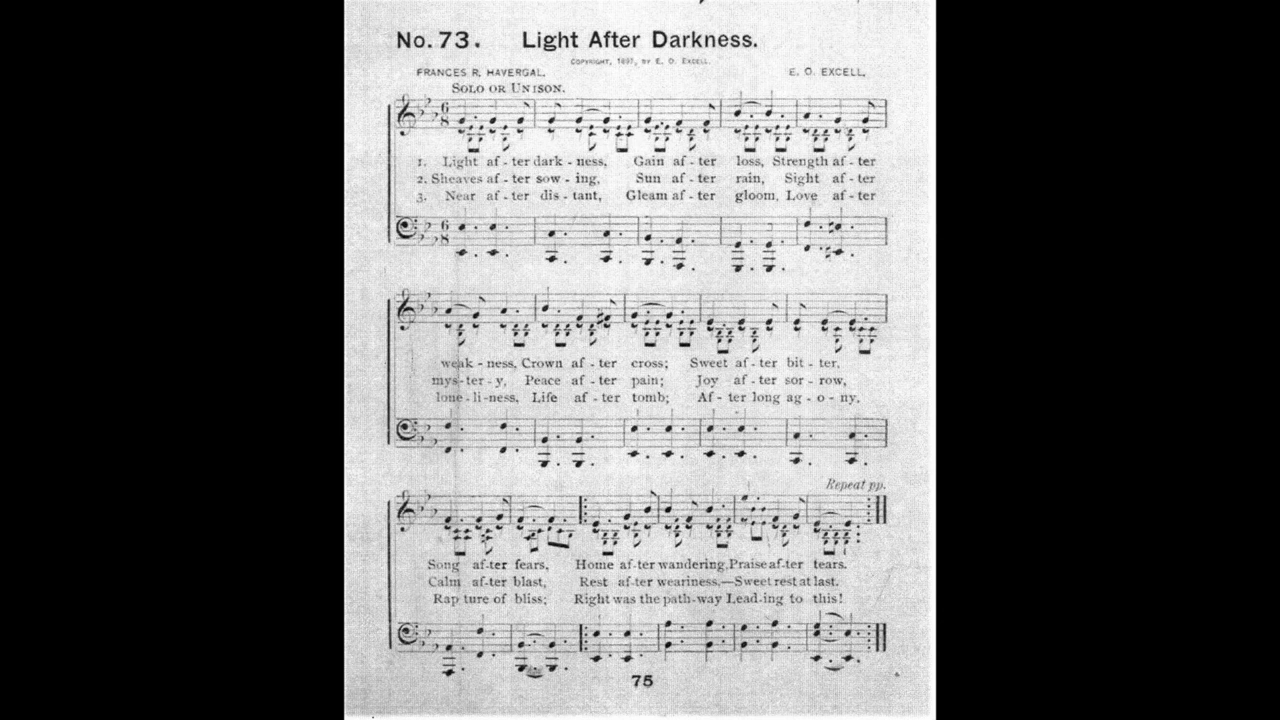 No. 73. Light After Darkness.
COPYRIGHT, 1897, BY E. O. EXCELL.
FRANCES R. HAVERGAL. E. O. EXCELL.
SOLO OR UNISON.
1. Light af - ter dark - ness, Gain af - ter loss, Strength af - ter
2. Sheaves af - ter sow - ing, Sun af - ter rain, Sight af - ter
3. Near af - ter dis - tant, Gleam af - ter gloom, Love af - ter
weak - ness, Crown af - ter cross; Sweet af - ter bit - ter,
mys - ter - y, Peace af - ter pain; Joy af - ter sor - row,
lone - li - ness, Life af - ter tomb; Af - ter long ag - o - ny,
Repeat pp.
Song af-ter fears, Home af-ter wandering, Praise af-ter tears.
Calm af-ter blast, Rest af-ter weariness,—Sweet rest at last.
Rap ture of bliss; Right was the path-way Lead-ing to this!
75